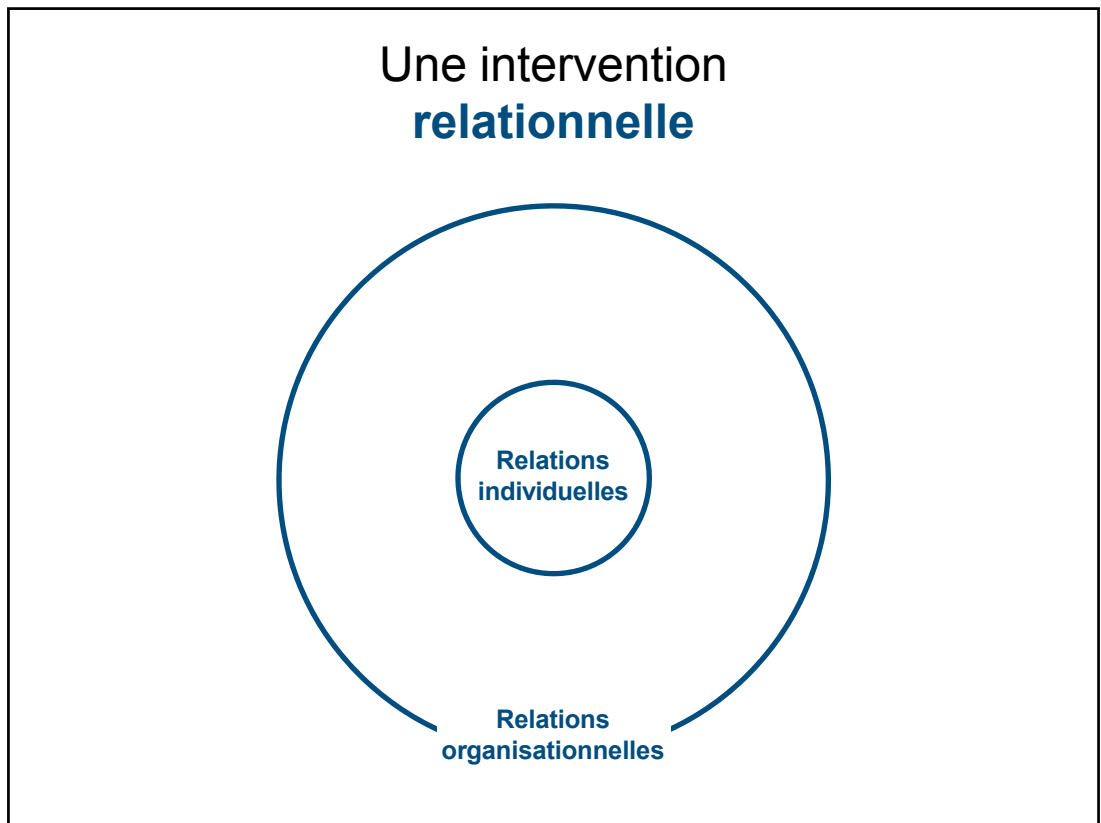 Une intervention
relationnelle
Relations
individuelles
Relations
organisationnelles